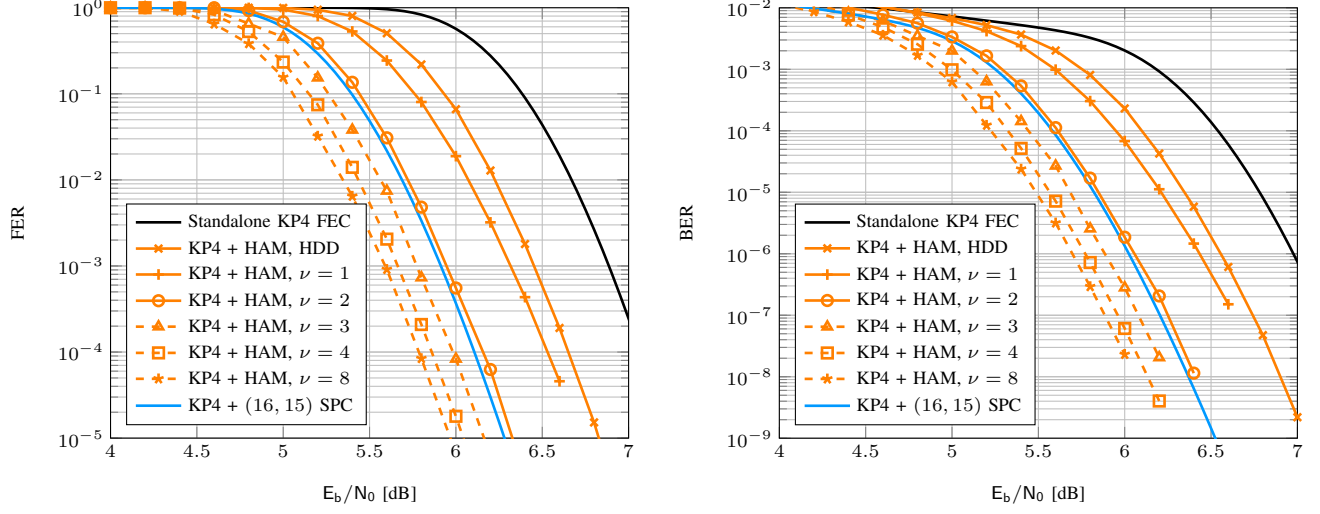 10^0
10^−1
10^−2
10^−3
10^−4
10^−5
FER
4
4.5
5
5.5
6
6.5
7
E_b/N_0 [dB]
Standalone KP4 FEC
KP4 + HAM, HDD
KP4 + HAM, ν = 1
KP4 + HAM, ν = 2
KP4 + HAM, ν = 3
KP4 + HAM, ν = 4
KP4 + HAM, ν = 8
KP4 + (16, 15) SPC
10^−2
10^−3
10^−4
10^−5
10^−6
10^−7
10^−8
10^−9
BER
4
4.5
5
5.5
6
6.5
7
E_b/N_0 [dB]
Standalone KP4 FEC
KP4 + HAM, HDD
KP4 + HAM, ν = 1
KP4 + HAM, ν = 2
KP4 + HAM, ν = 3
KP4 + HAM, ν = 4
KP4 + HAM, ν = 8
KP4 + (16, 15) SPC